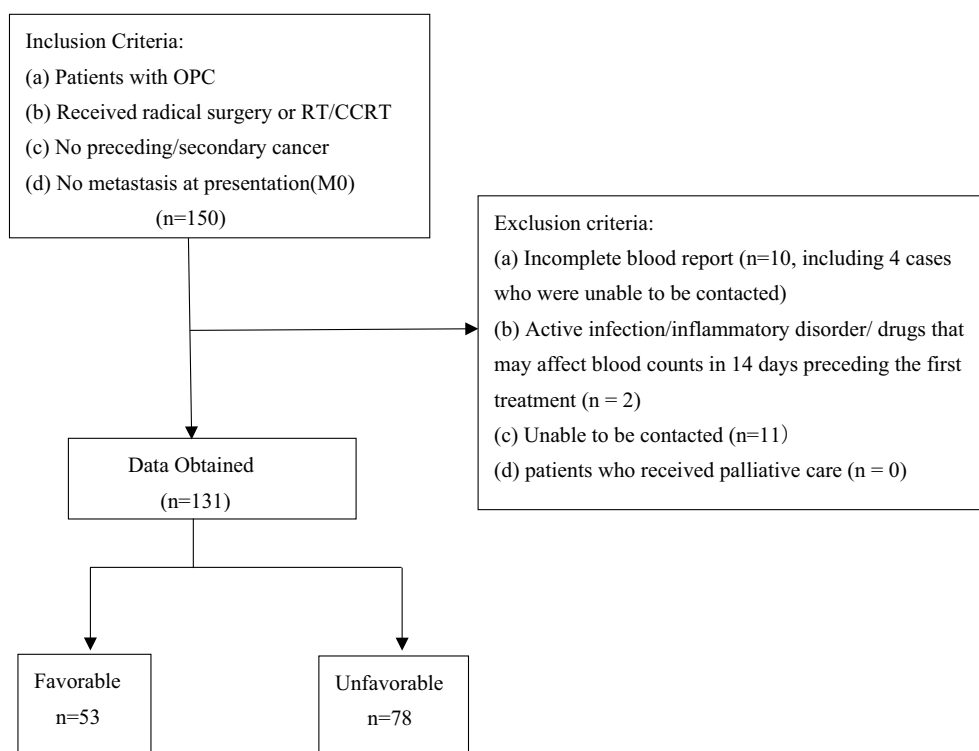 Inclusion Criteria:
(a) Patients with OPC
(b) Received radical surgery or RT/CCRT
(c) No preceding/secondary cancer
(d) No metastasis at presentation(M0)
(n=150)
Exclusion criteria:
(a) Incomplete blood report (n=10, including 4 cases
who were unable to be contacted)
(b) Active infection/inflammatory disorder/ drugs that
may affect blood counts in 14 days preceding the first
treatment (n = 2)
(c) Unable to be contacted (n=11）
(d) patients who received palliative care (n = 0)
Data Obtained
(n=131)
Favorable
n=53
Unfavorable
n=78